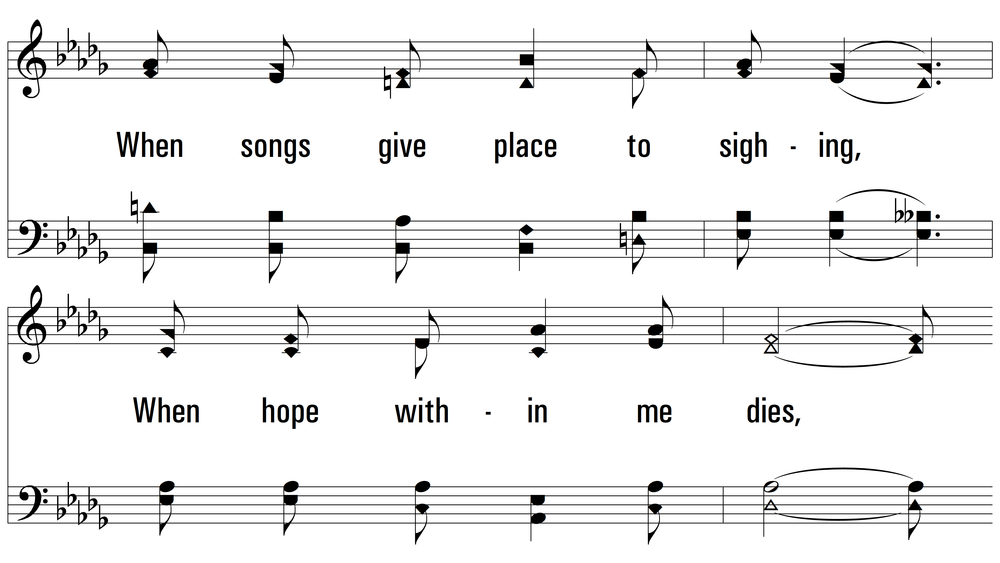 When songs give place to sigh - ing,
When hope with - in me dies,